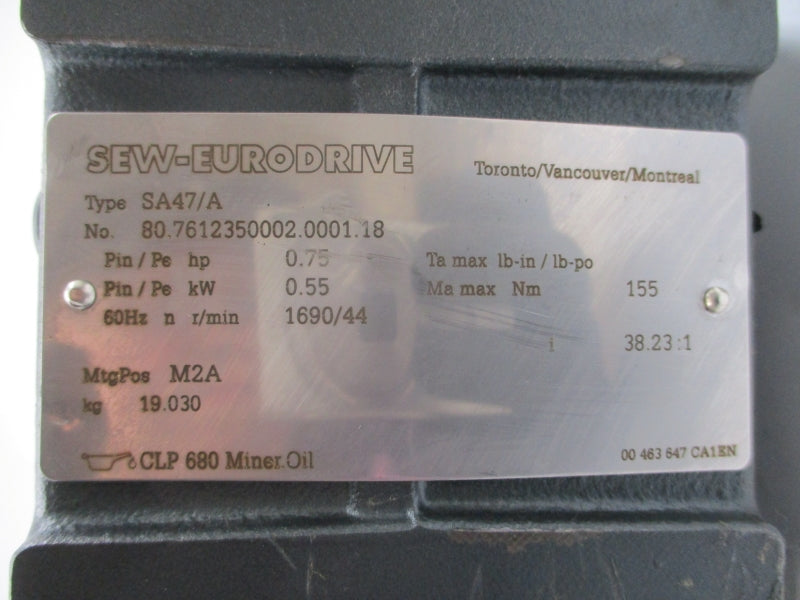 SEW-EURODRIVE
Toronto/Vancouver/Montreal
Type SA47/A
No. 80.7612350002.0001.18
Pin / Pe hp 0.75 Ta max lb-in / lb-po
Pin / Pe kW 0.55 Ma max Nm 155
60Hz n r/min 1690/44
i 38.23 :1
MtgPos M2A
kg 19.030
CLP 680 Miner.Oil
00 463 647 CA1EN